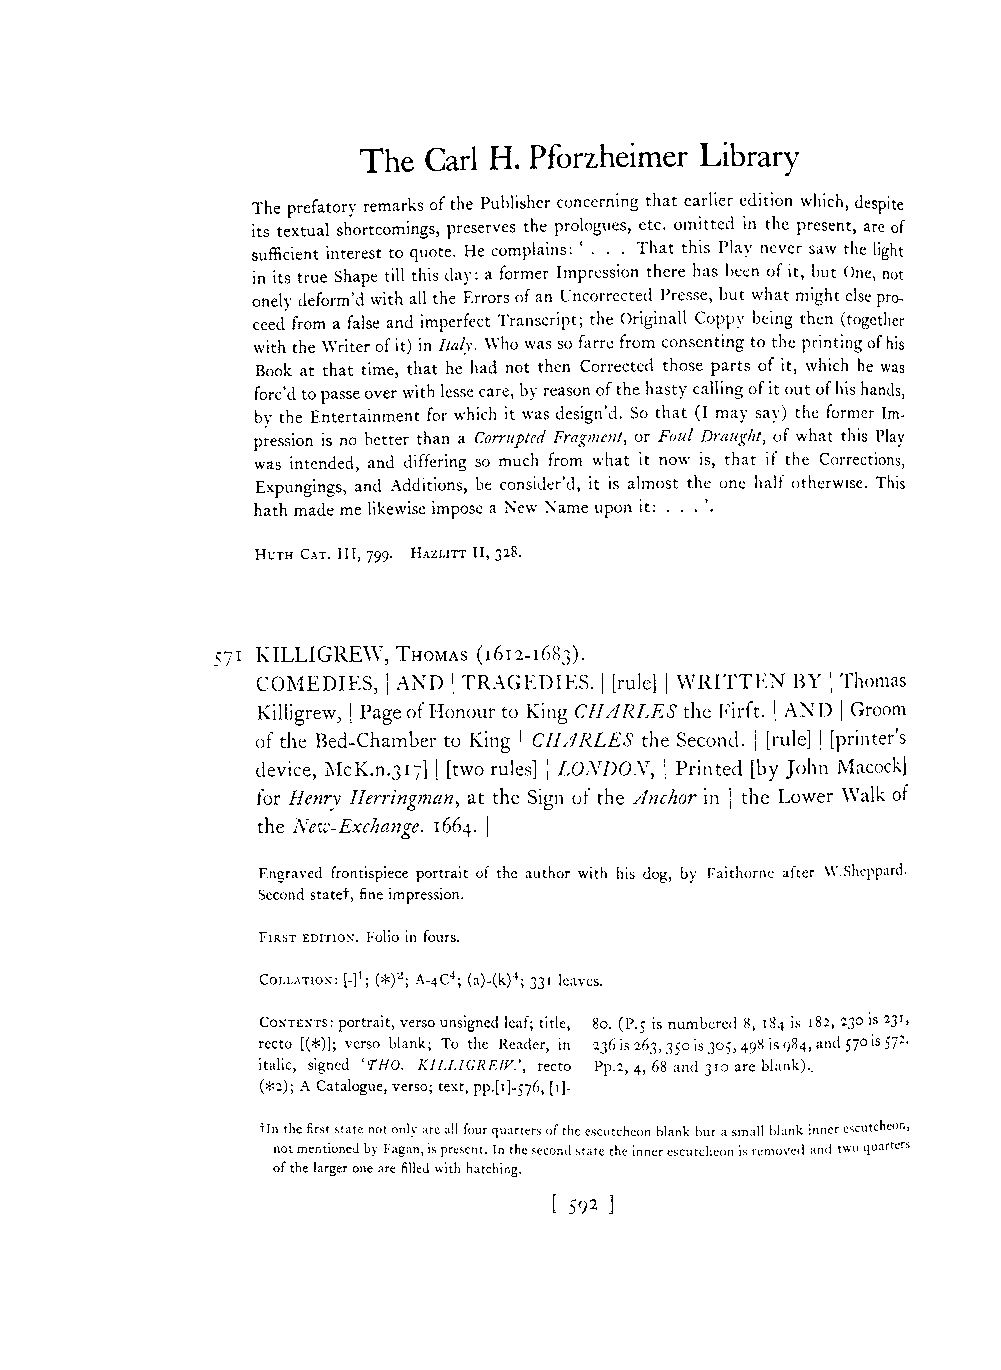 The Carl H. Pforzheimer Library
The prefatory remarks of the Publisher concerning that earlier edition which, despite
its textual shortcomings, preserves the prologues, etc. omitted in the present, are of
sufficient interest to quote. He complains: ‘. . . That this Play never saw the light
in its true Shape till this day: a former Impression there has been of it, but One, not
onely deform'd with all the Errors of an Uncorrected Presse, but what might else pro-
ceed from a false and imperfect Transcript; the Originall Coppy being then (together
with the Writer of it) in Italy. Who was so farre from consenting to the printing of his
Book at that time, that he had not then Corrected those parts of it, which he was
forc'd to passe over with lesse care, by reason of the hasty calling of it out of his hands,
by the Entertainment for which it was design'd. So that (I may say) the former Im-
pression is no better than a Corrupted Fragment, or Foul Draught, of what this Play
was intended, and differing so much from what it now is, that if the Corrections,
Expungings, and Additions, be consider'd, it is almost the one half otherwise. This
hath made me likewise impose a New Name upon it: . . .’.
HUTH CAT. III, 799. HAZLITT II, 328.
571 KILLIGREW, THOMAS (1612-1683).
COMEDIES, | AND | TRAGEDIES. | [rule] | WRITTEN BY | Thomas
Killigrew, | Page of Honour to King CHARLES the Firſt. | AND | Groom
of the Bed-Chamber to King | CHARLES the Second. | [rule] | [printer's
device, McK.n.317] | [two rules] | LONDON, | Printed [by John Macock]
for Henry Herringman, at the Sign of the Anchor in | the Lower Walk of
the New-Exchange. 1664. |
Engraved frontispiece portrait of the author with his dog, by Faithorne after W.Sheppard.
Second state†, fine impression.
FIRST EDITION. Folio in fours.
COLLATION: [-]¹; (*)²; A-4C⁴; (a)-(k)⁴; 331 leaves.
CONTENTS: portrait, verso unsigned leaf; title,
recto [(*)]; verso blank; To the Reader, in
italic, signed ‘THO. KILLIGREW.’, recto
(*2); A Catalogue, verso; text, pp.[1]-576, [1]-
80. (P.5 is numbered 8, 184 is 182, 230 is 231,
236 is 263, 350 is 305, 498 is 984, and 570 is 572.
Pp.2, 4, 68 and 310 are blank).
†In the first state not only are all four quarters of the escutcheon blank but a small blank inner escutcheon,
not mentioned by Fagan, is present. In the second state the inner escutcheon is removed and two quarters
of the larger one are filled with hatching.
[ 592 ]